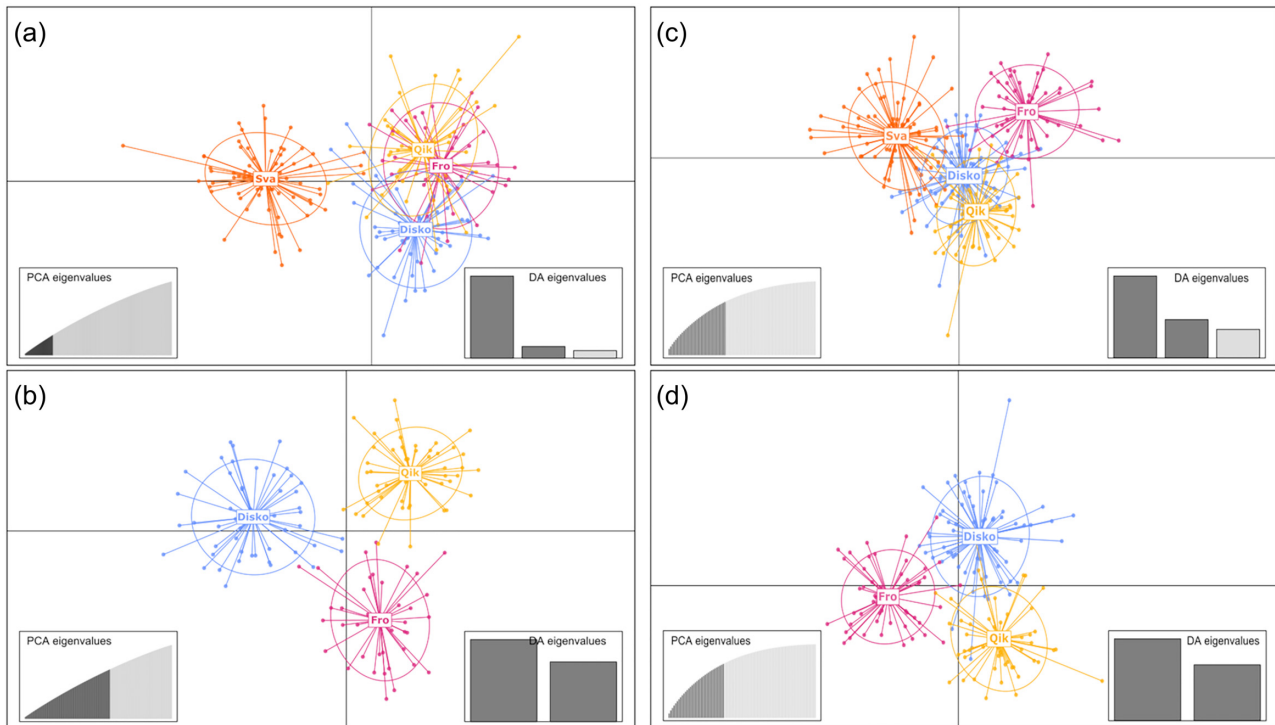 (a)
Qik
Fro
Sva
Disko
PCA eigenvalues
DA eigenvalues
(c)
Fro
Sva
Disko
Qik
PCA eigenvalues
DA eigenvalues
(b)
Qik
Disko
Fro
PCA eigenvalues
DA eigenvalues
(d)
Disko
Fro
Qik
PCA eigenvalues
DA eigenvalues